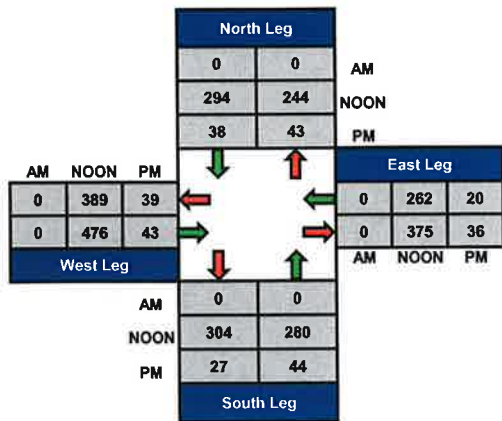 North Leg
0 0 AM
294 244 NOON
38 43 PM
AM NOON PM East Leg
0 389 39 0 262 20
0 476 43 0 375 36
West Leg AM NOON PM
AM 0 0
NOON 304 280
PM 27 44
South Leg